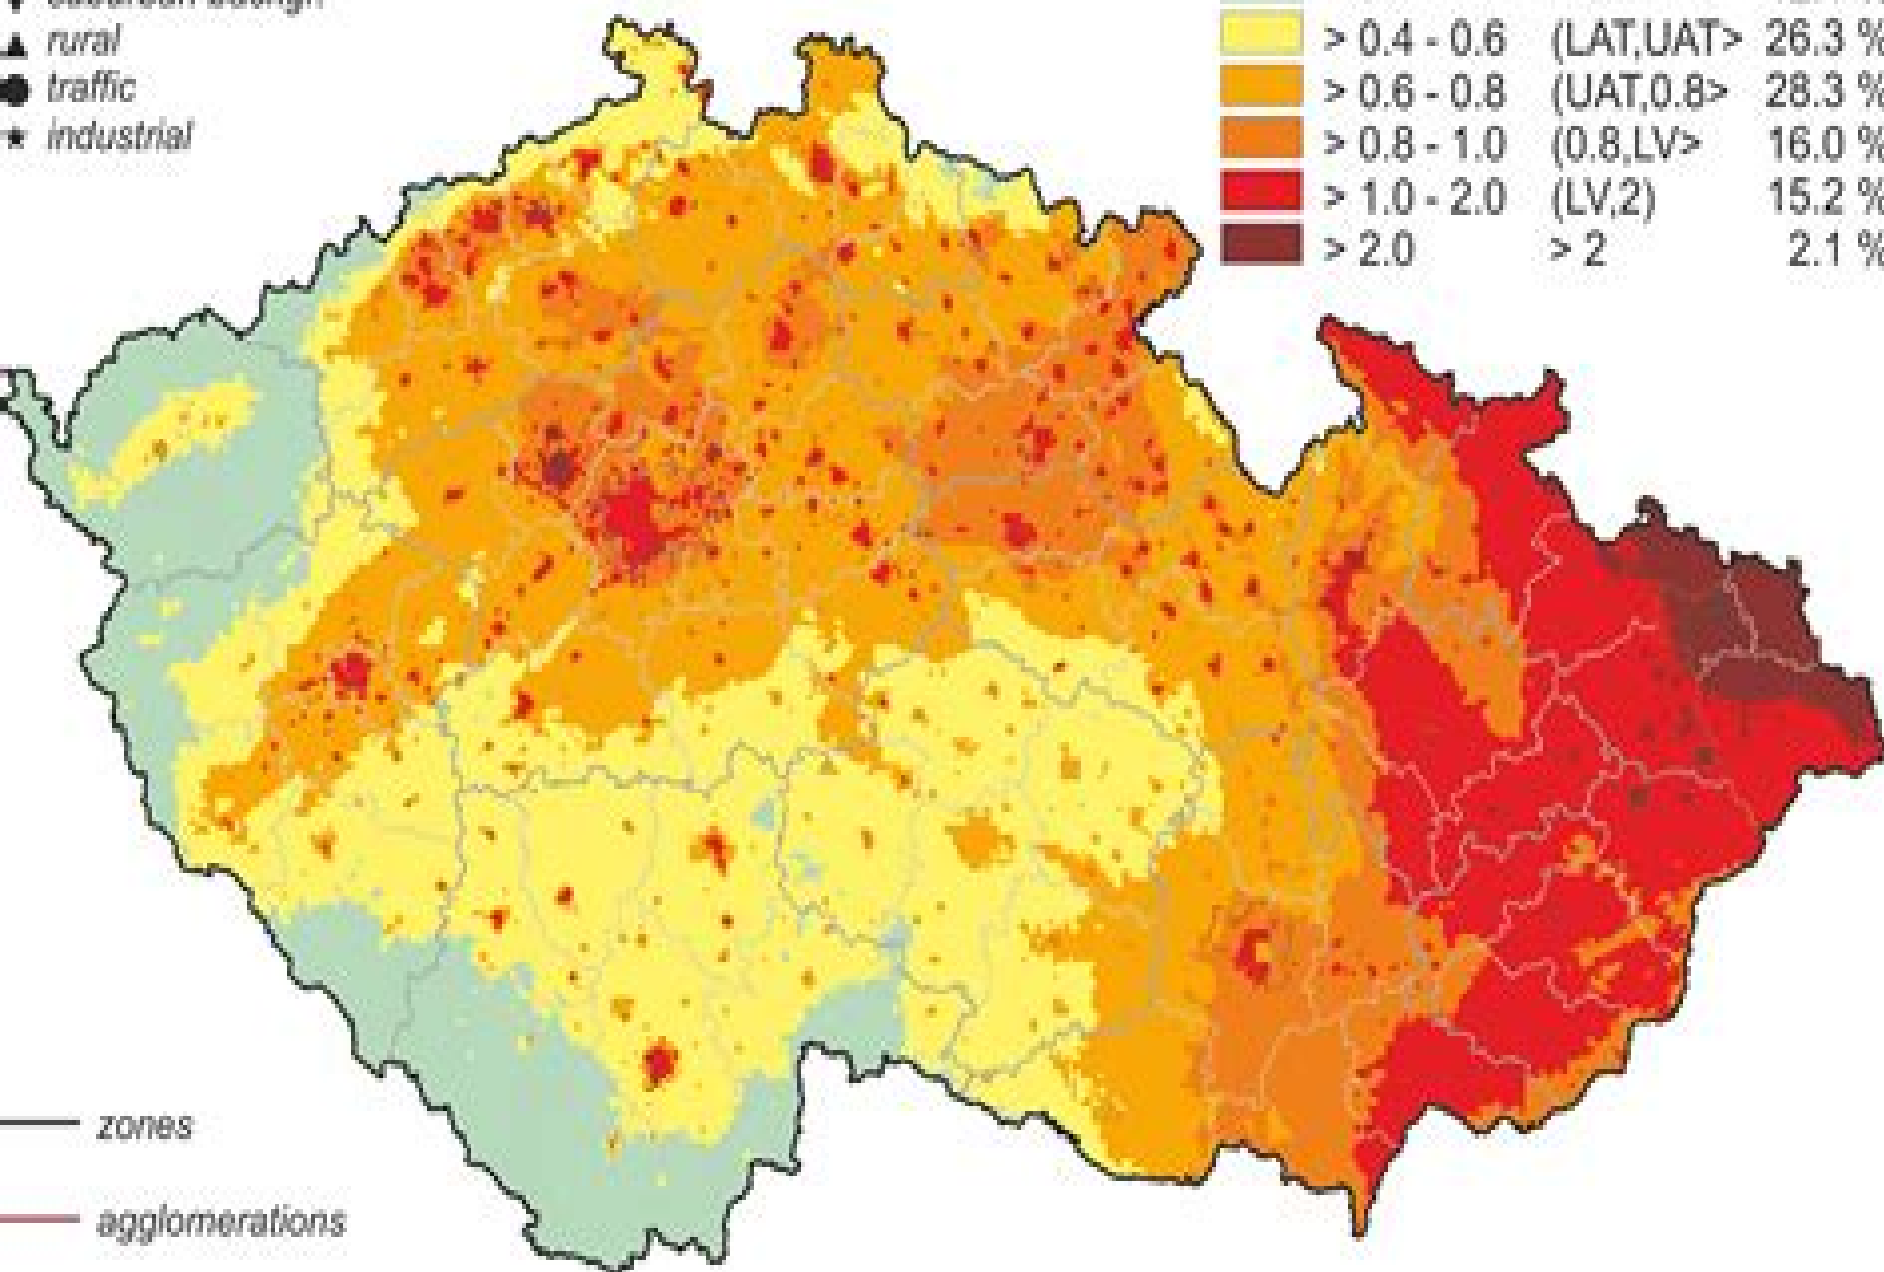 ▲ rural
● traffic
★ industrial
> 0.4 - 0.6 (LAT,UAT> 26.3 %
> 0.6 - 0.8 (UAT,0.8> 28.3 %
> 0.8 - 1.0 (0.8,LV> 16.0 %
> 1.0 - 2.0 (LV,2) 15.2 %
> 2.0 > 2 2.1 %
zones
agglomerations